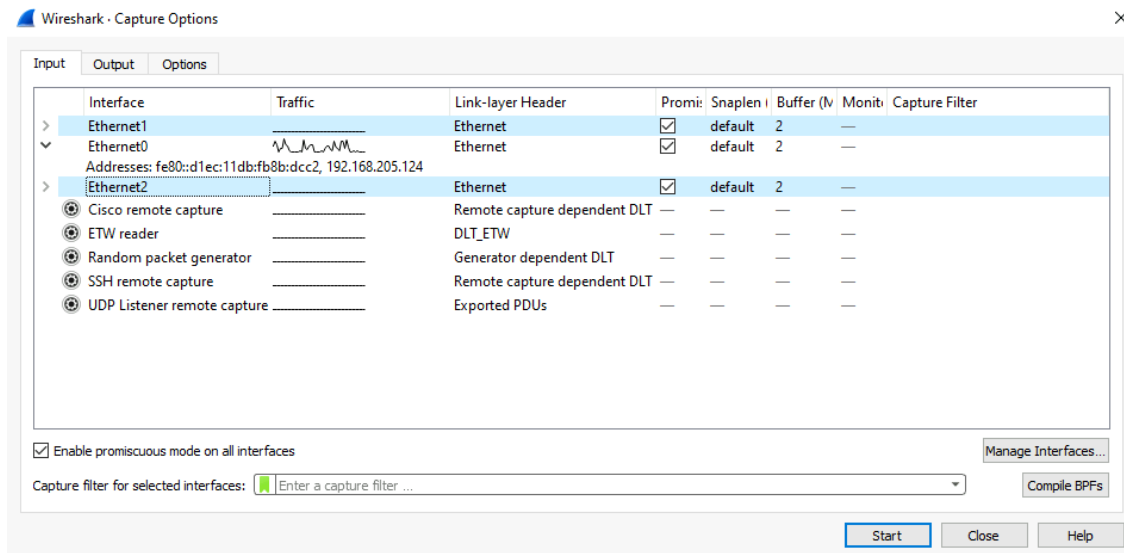 Wireshark · Capture Options
Input Output Options
Interface Traffic Link-layer Header Promi: Snaplen ( Buffer (M Monit Capture Filter
Ethernet1 Ethernet default 2 —
Ethernet0 Ethernet default 2 —
Addresses: fe80::d1ec:11db:fb8b:dcc2, 192.168.205.124
Ethernet2 Ethernet default 2 —
Cisco remote capture Remote capture dependent DLT — — — —
ETW reader DLT_ETW — — — —
Random packet generator Generator dependent DLT — — — —
SSH remote capture Remote capture dependent DLT — — — —
UDP Listener remote capture Exported PDUs — — — —
Enable promiscuous mode on all interfaces Manage Interfaces...
Capture filter for selected interfaces: Enter a capture filter ... Compile BPFs
Start Close Help